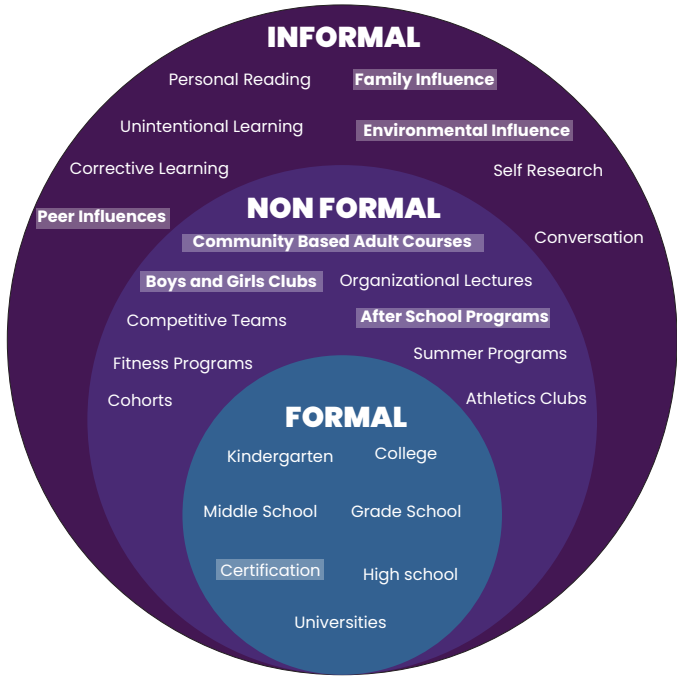 INFORMAL
Personal Reading
Family Influence
Unintentional Learning
Environmental Influence
Corrective Learning
Self Research
Peer Influences
Conversation
NON FORMAL
Community Based Adult Courses
Boys and Girls Clubs
Organizational Lectures
Competitive Teams
After School Programs
Fitness Programs
Summer Programs
Cohorts
Athletics Clubs
FORMAL
Kindergarten
College
Middle School
Grade School
Certification
High school
Universities